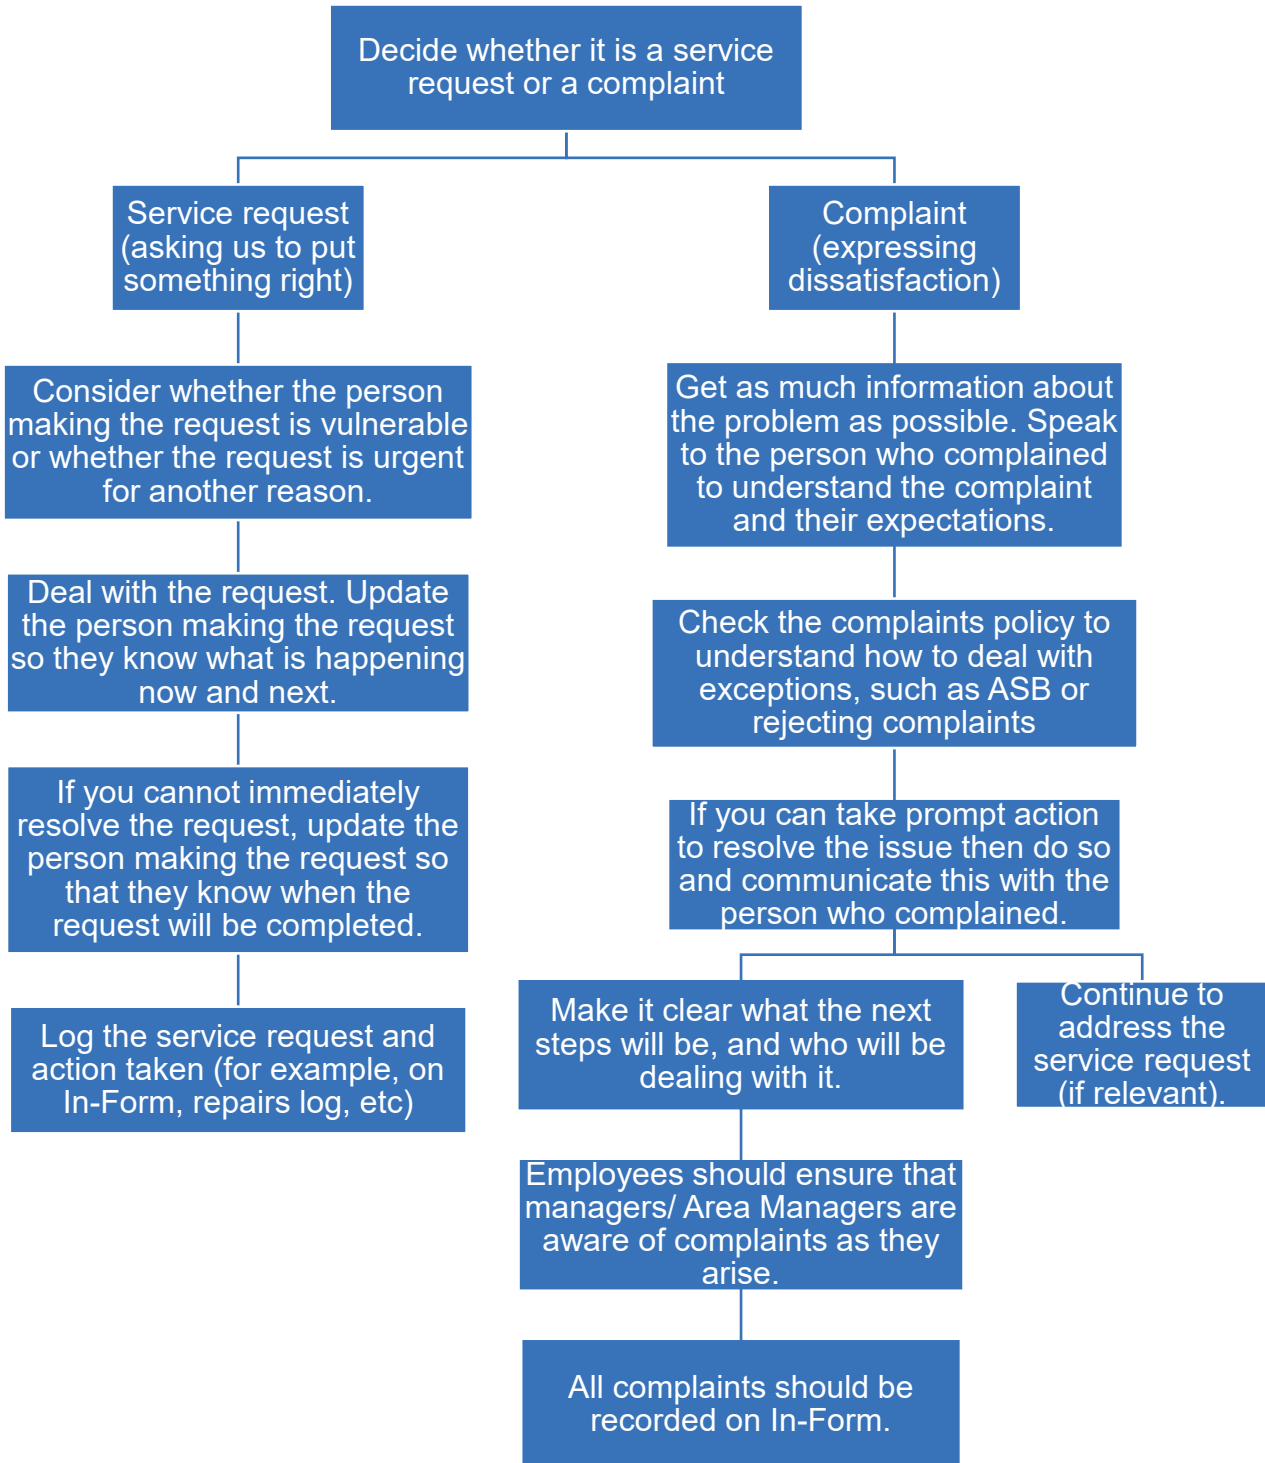 Decide whether it is a service
request or a complaint
Service request
(asking us to put
something right)
Consider whether the person
making the request is vulnerable
or whether the request is urgent
for another reason.
Deal with the request. Update
the person making the request
so they know what is happening
now and next.
If you cannot immediately
resolve the request, update the
person making the request so
that they know when the
request will be completed.
Log the service request and
action taken (for example, on
In-Form, repairs log, etc)
Complaint
(expressing
dissatisfaction)
Get as much information about
the problem as possible. Speak
to the person who complained
to understand the complaint
and their expectations.
Check the complaints policy to
understand how to deal with
exceptions, such as ASB or
rejecting complaints
If you can take prompt action
to resolve the issue then do so
and communicate this with the
person who complained.
Make it clear what the next
steps will be, and who will be
dealing with it.
Employees should ensure that
managers/ Area Managers are
aware of complaints as they
arise.
All complaints should be
recorded on In-Form.
Continue to
address the
service request
(if relevant).